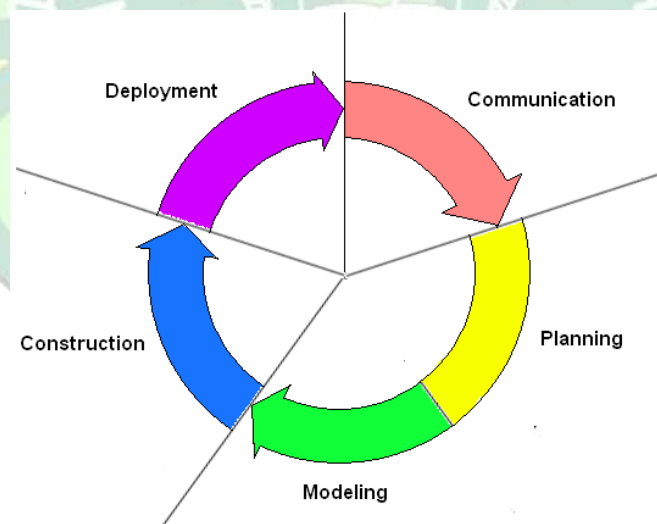 Deployment
Communication
Planning
Construction
Modeling